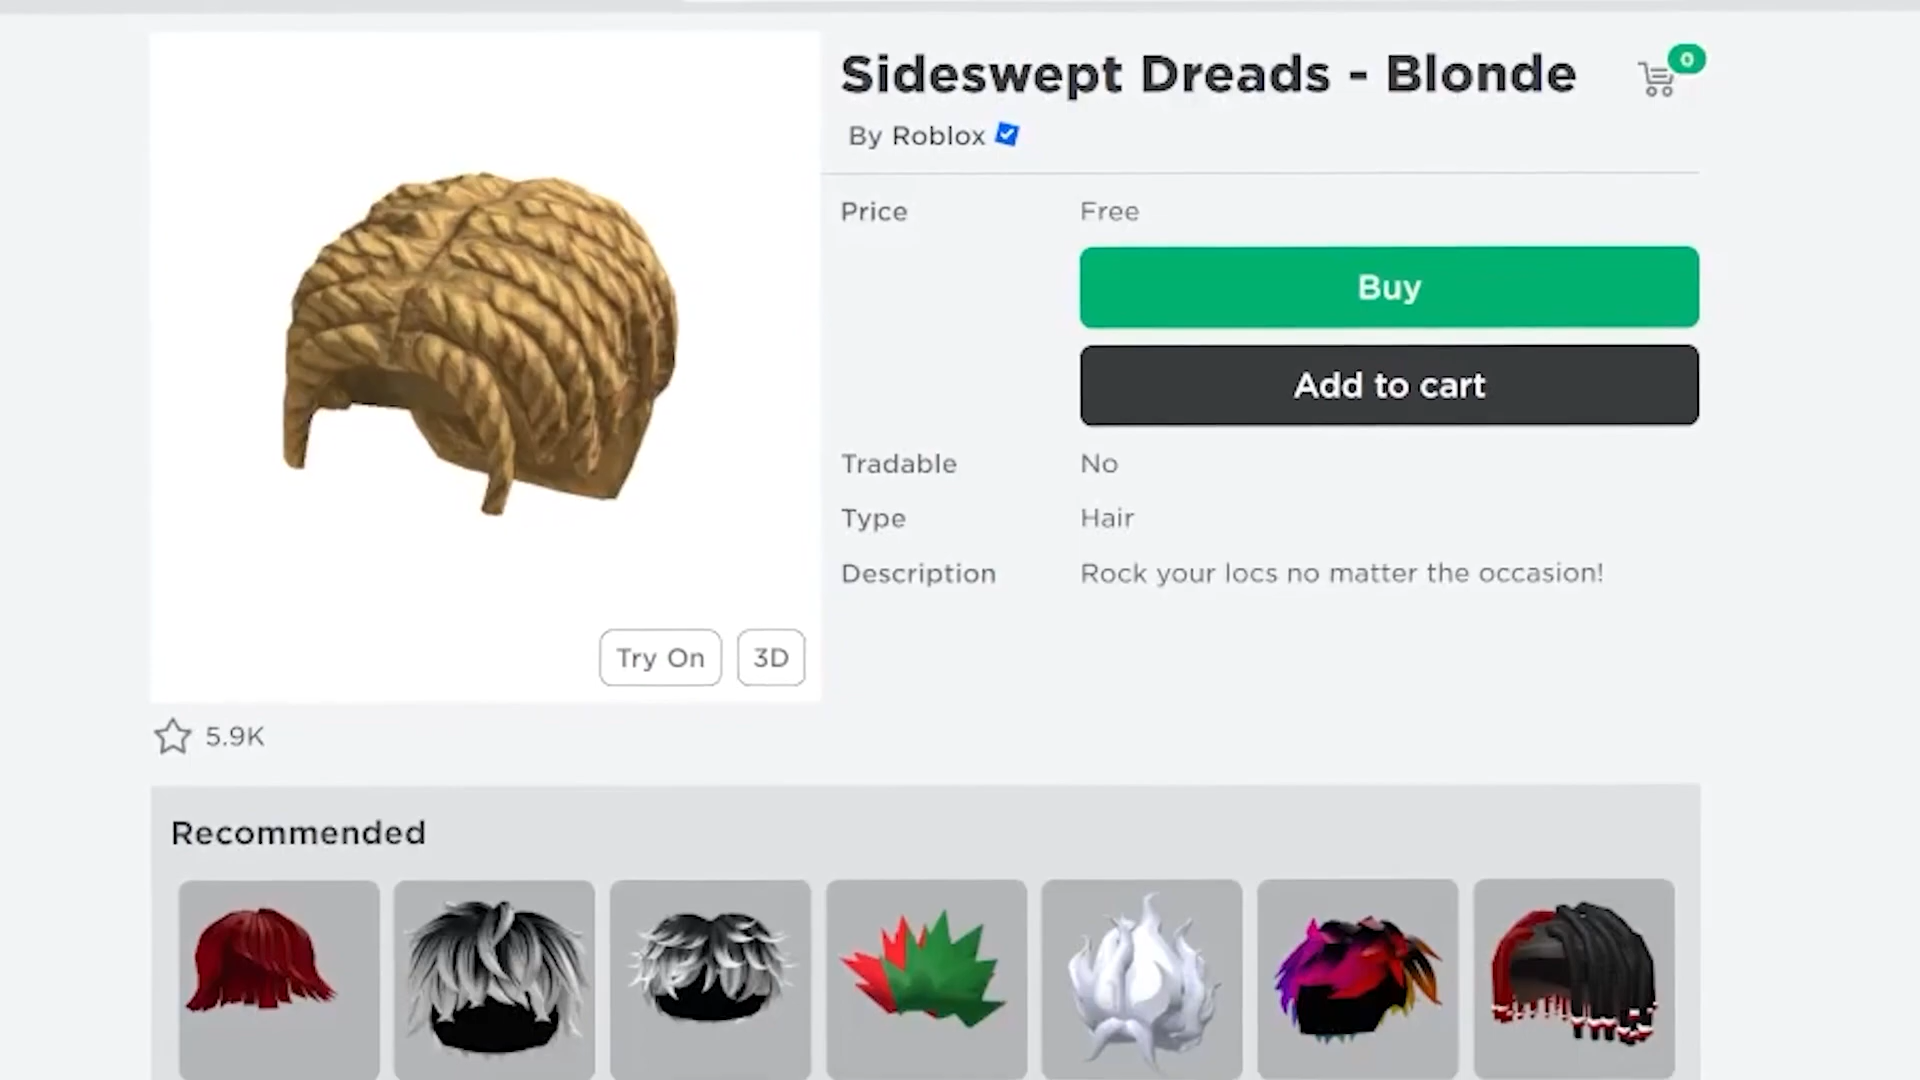 Sideswept Dreads - Blonde
0
By Roblox
Price
Free
Buy
Add to cart
Tradable
No
Type
Hair
Description
Rock your locs no matter the occasion!
Try On
3D
5.9K
Recommended